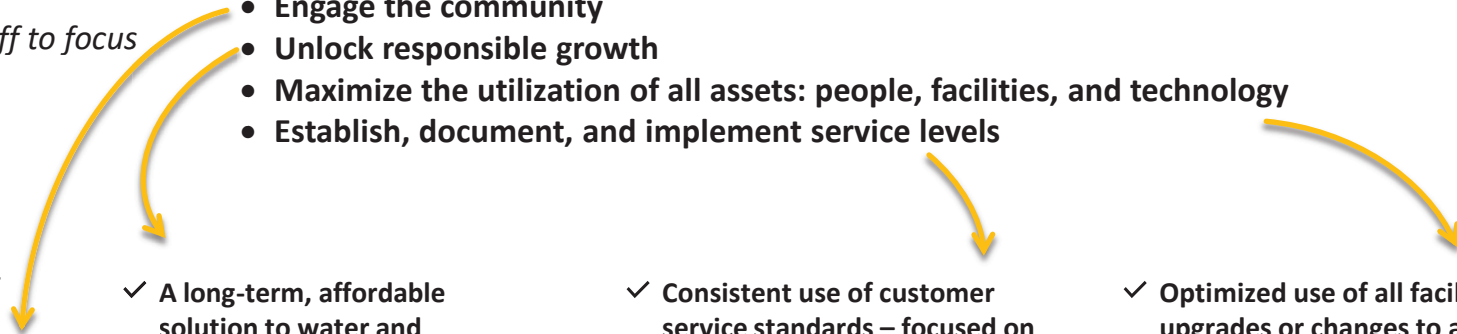 Engage the community
ff to focus
• Unlock responsible growth
• Maximize the utilization of all assets: people, facilities, and technology
• Establish, document, and implement service levels
✓ A long-term, affordable
solution to water and
✓ Consistent use of customer
service standards – focused on
✓ Optimized use of all facil
upgrades or changes to a